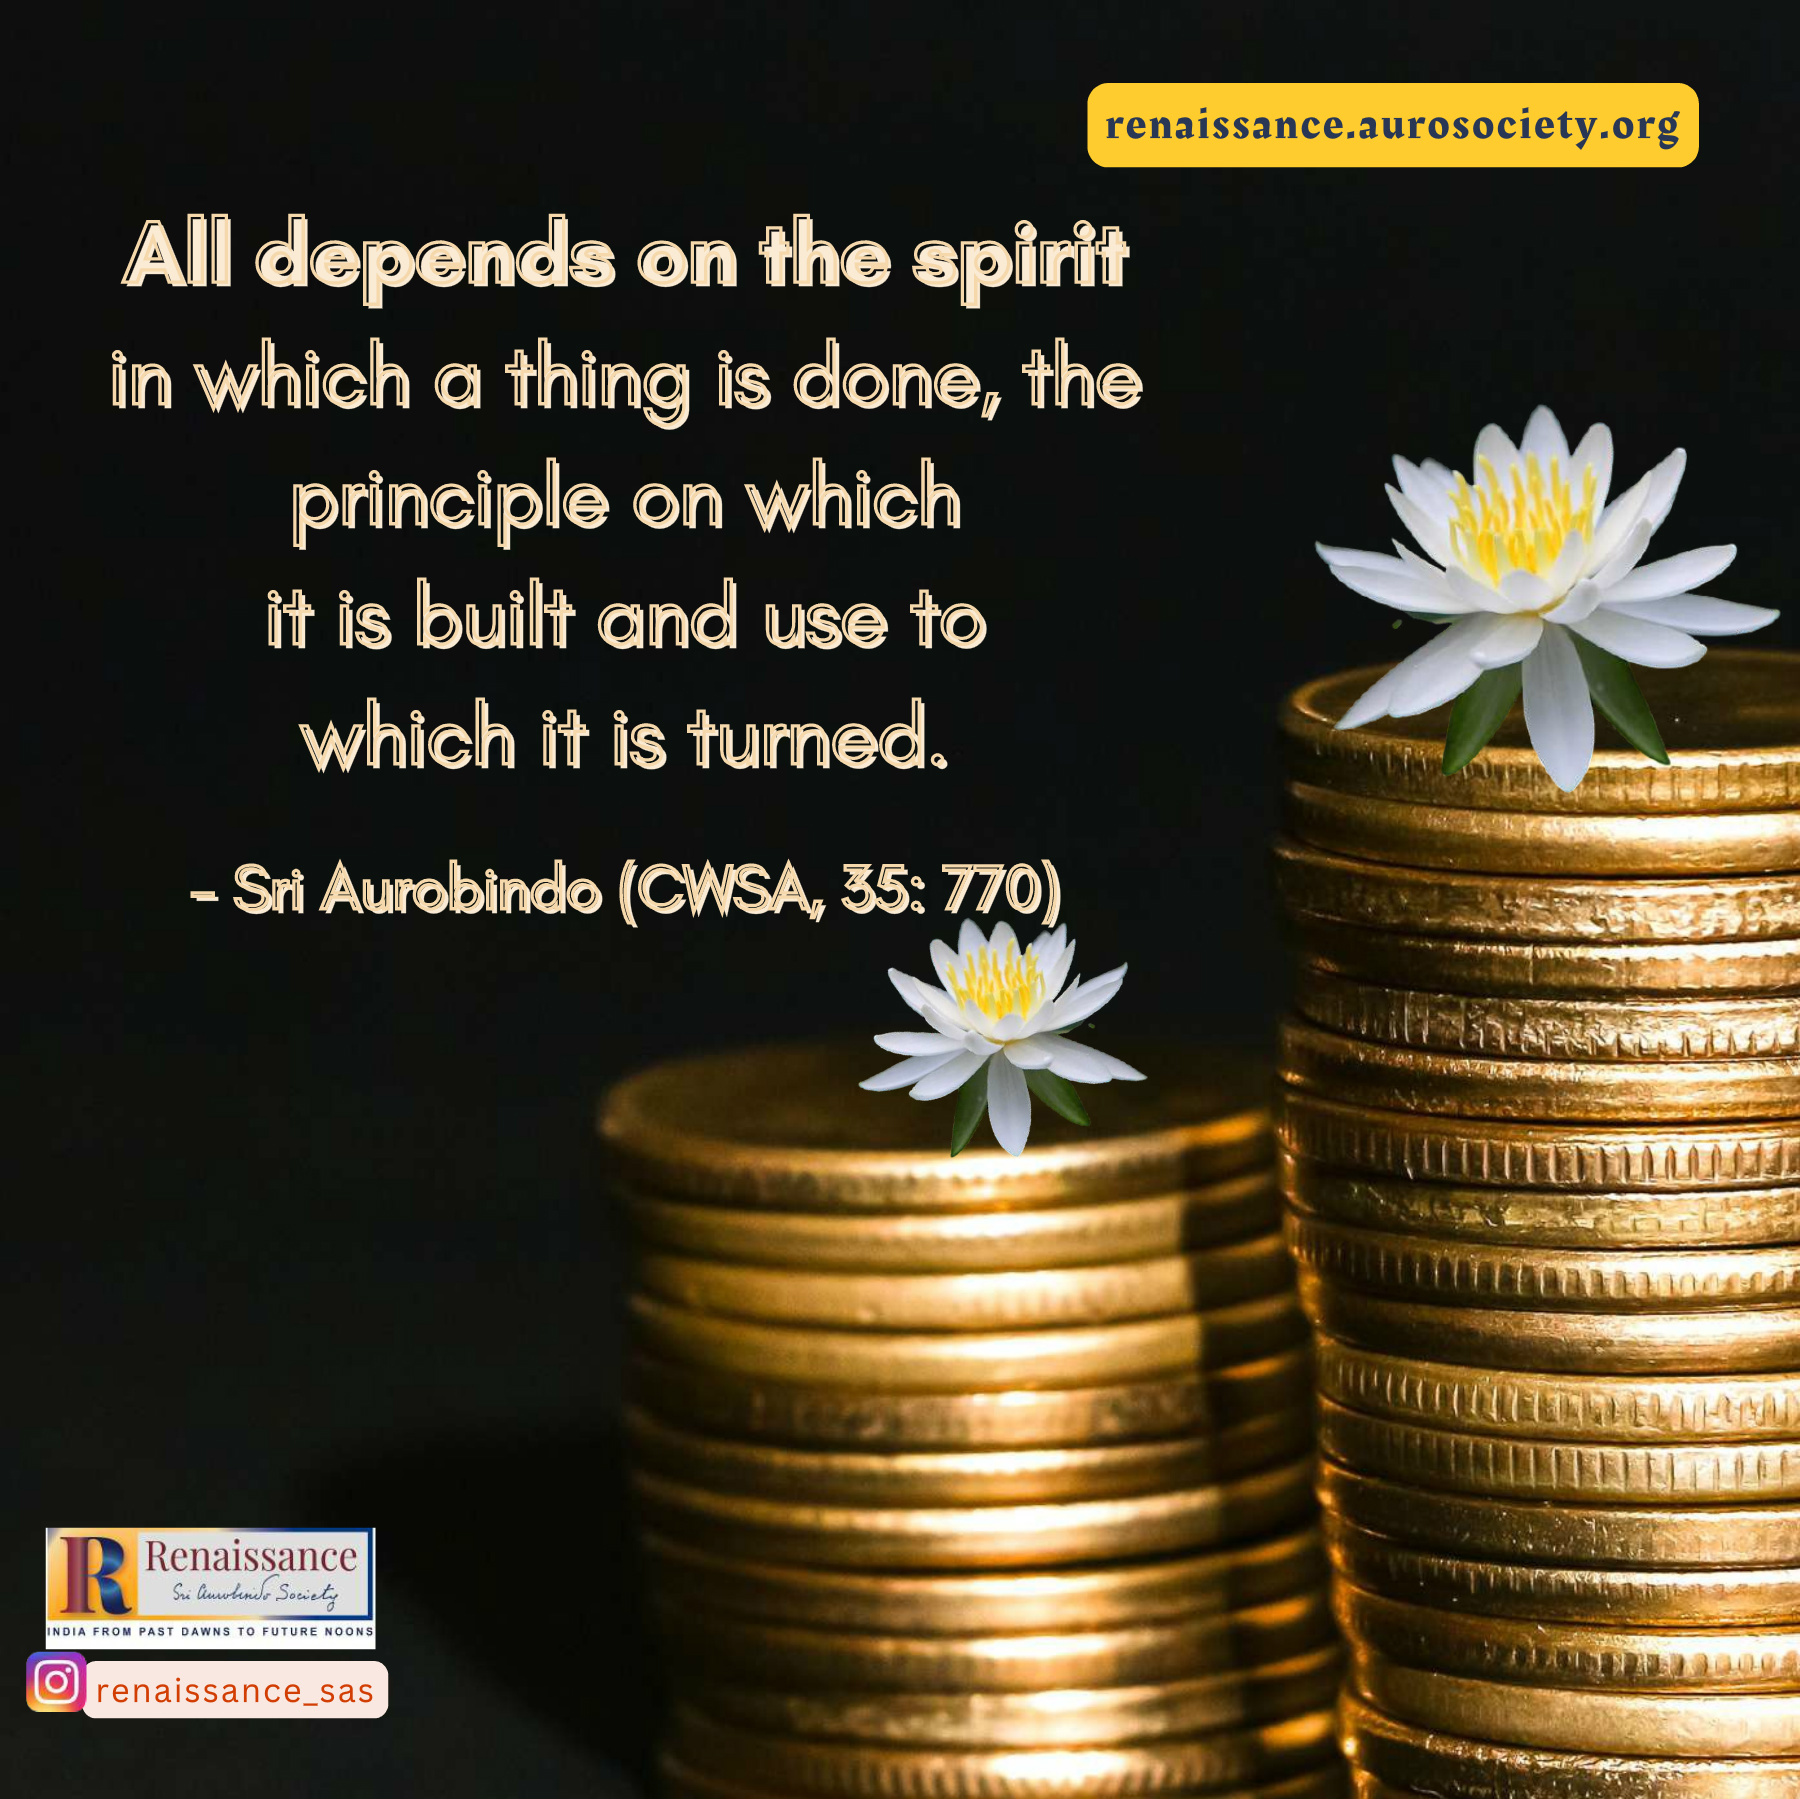 renaissance.aurosociety.org
All depends on the spirit
in which a thing is done, the
principle on which
it is built and use to
which it is turned.
– Sri Aurobindo (CWSA, 35: 770)
R Renaissance
Sri Aurobindo Society
INDIA FROM PAST DAWNS TO FUTURE NOONS
renaissance_sas